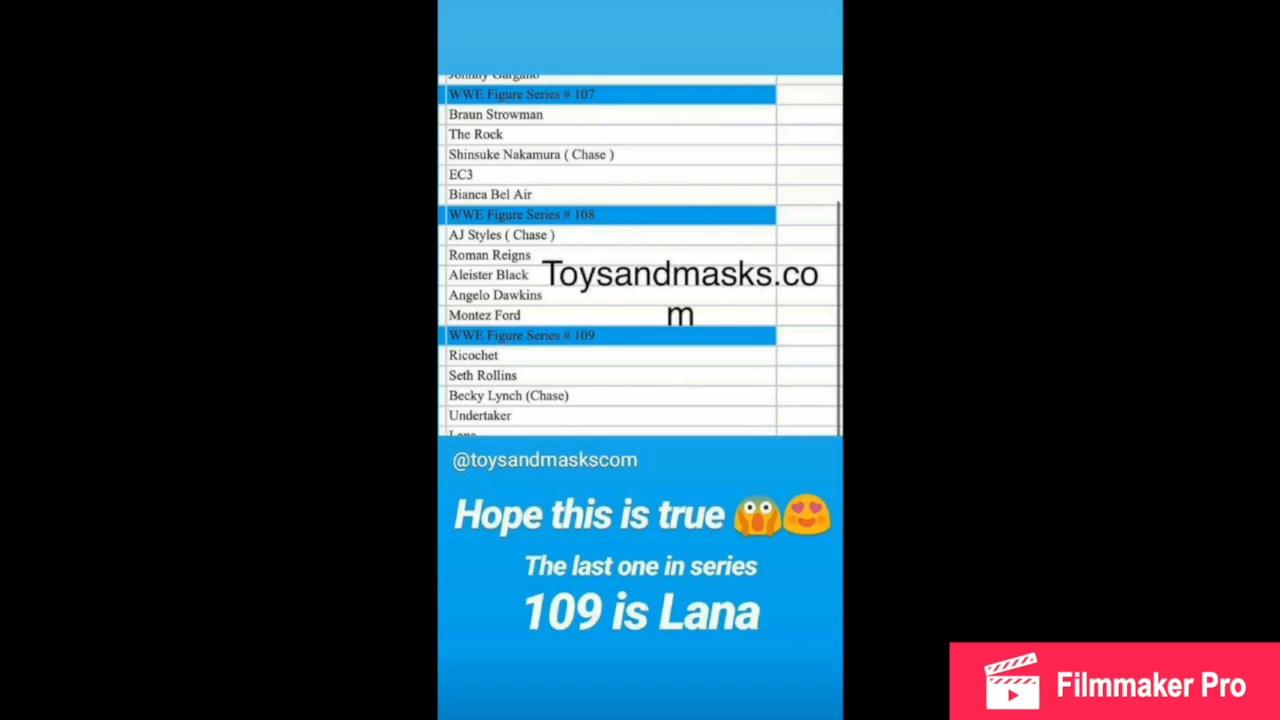 Johnny Gargano
WWE Figure Series # 107
Braun Strowman
The Rock
Shinsuke Nakamura ( Chase )
EC3
Bianca Bel Air
WWE Figure Series # 108
AJ Styles ( Chase )
Roman Reigns
Aleister Black
Angelo Dawkins
Montez Ford
Toysandmasks.co
m
WWE Figure Series # 109
Ricochet
Seth Rollins
Becky Lynch (Chase)
Undertaker
Lana
@toysandmaskscom
Hope this is true 😱😍
The last one in series
109 is Lana
Filmmaker Pro